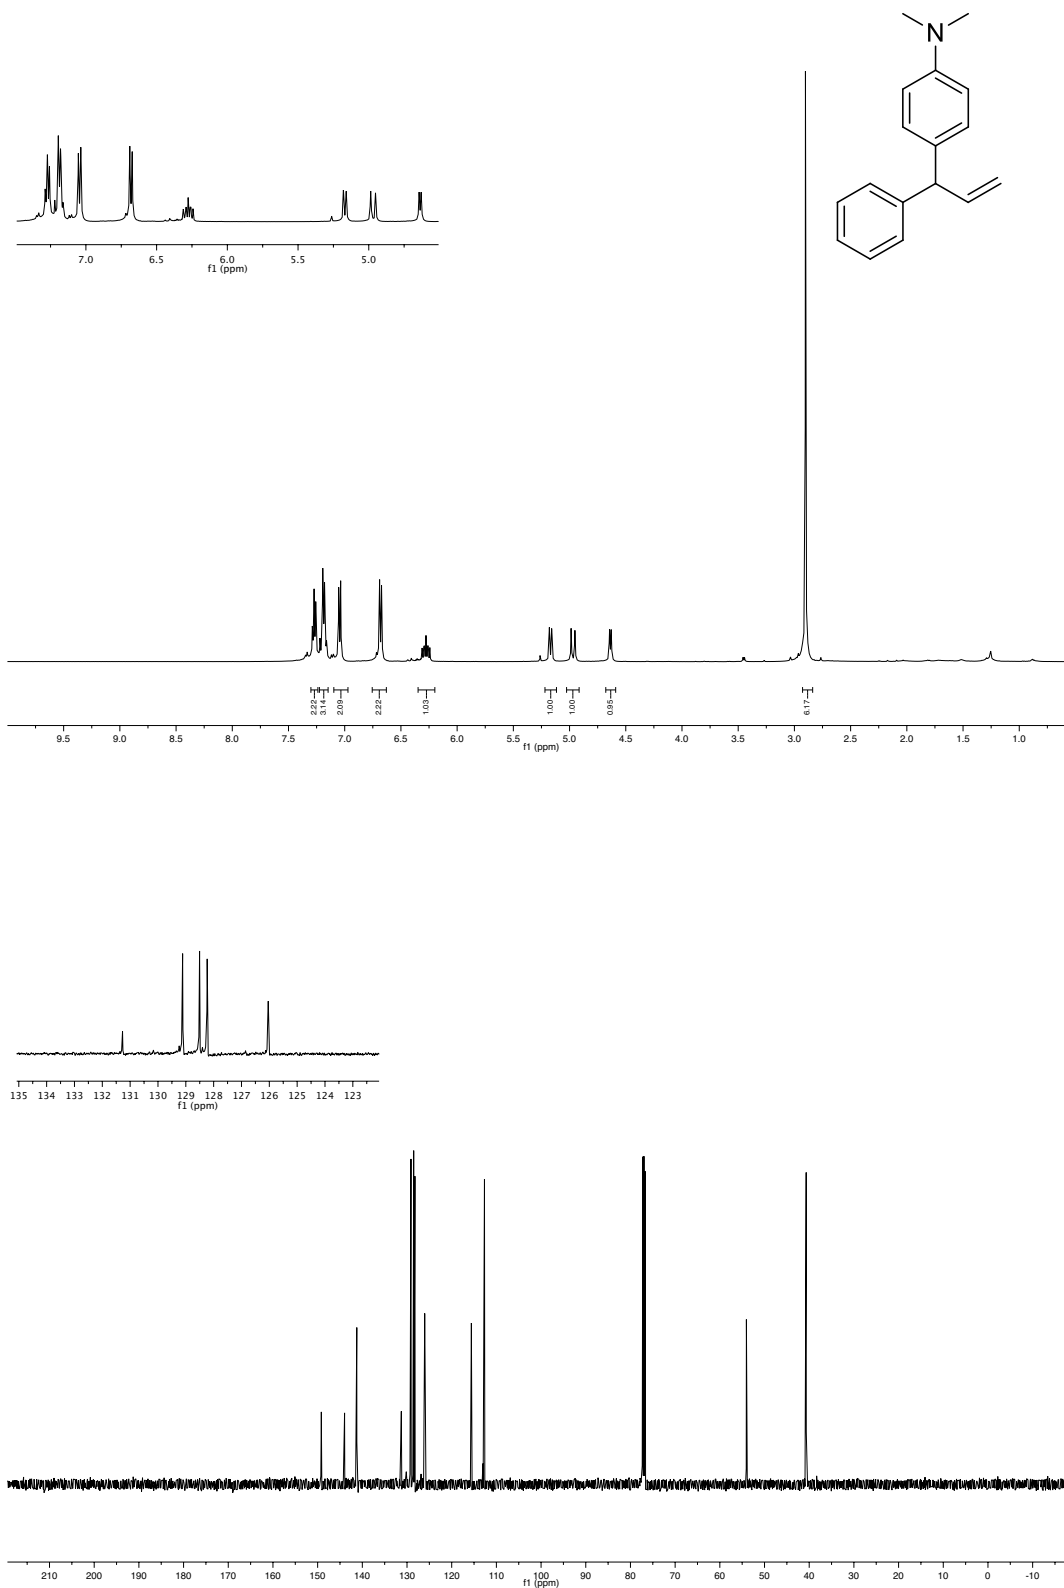 N
7.0 6.5 6.0 5.5 5.0
f1 (ppm)
2.22 3.14 2.09 2.22 1.03 1.00 1.00 0.95 6.17
9.5 9.0 8.5 8.0 7.5 7.0 6.5 6.0 5.5 5.0 4.5 4.0 3.5 3.0 2.5 2.0 1.5 1.0
f1 (ppm)
135 134 133 132 131 130 129 128 127 126 125 124 123
f1 (ppm)
210 200 190 180 170 160 150 140 130 120 110 100 90 80 70 60 50 40 30 20 10 0 -10
f1 (ppm)